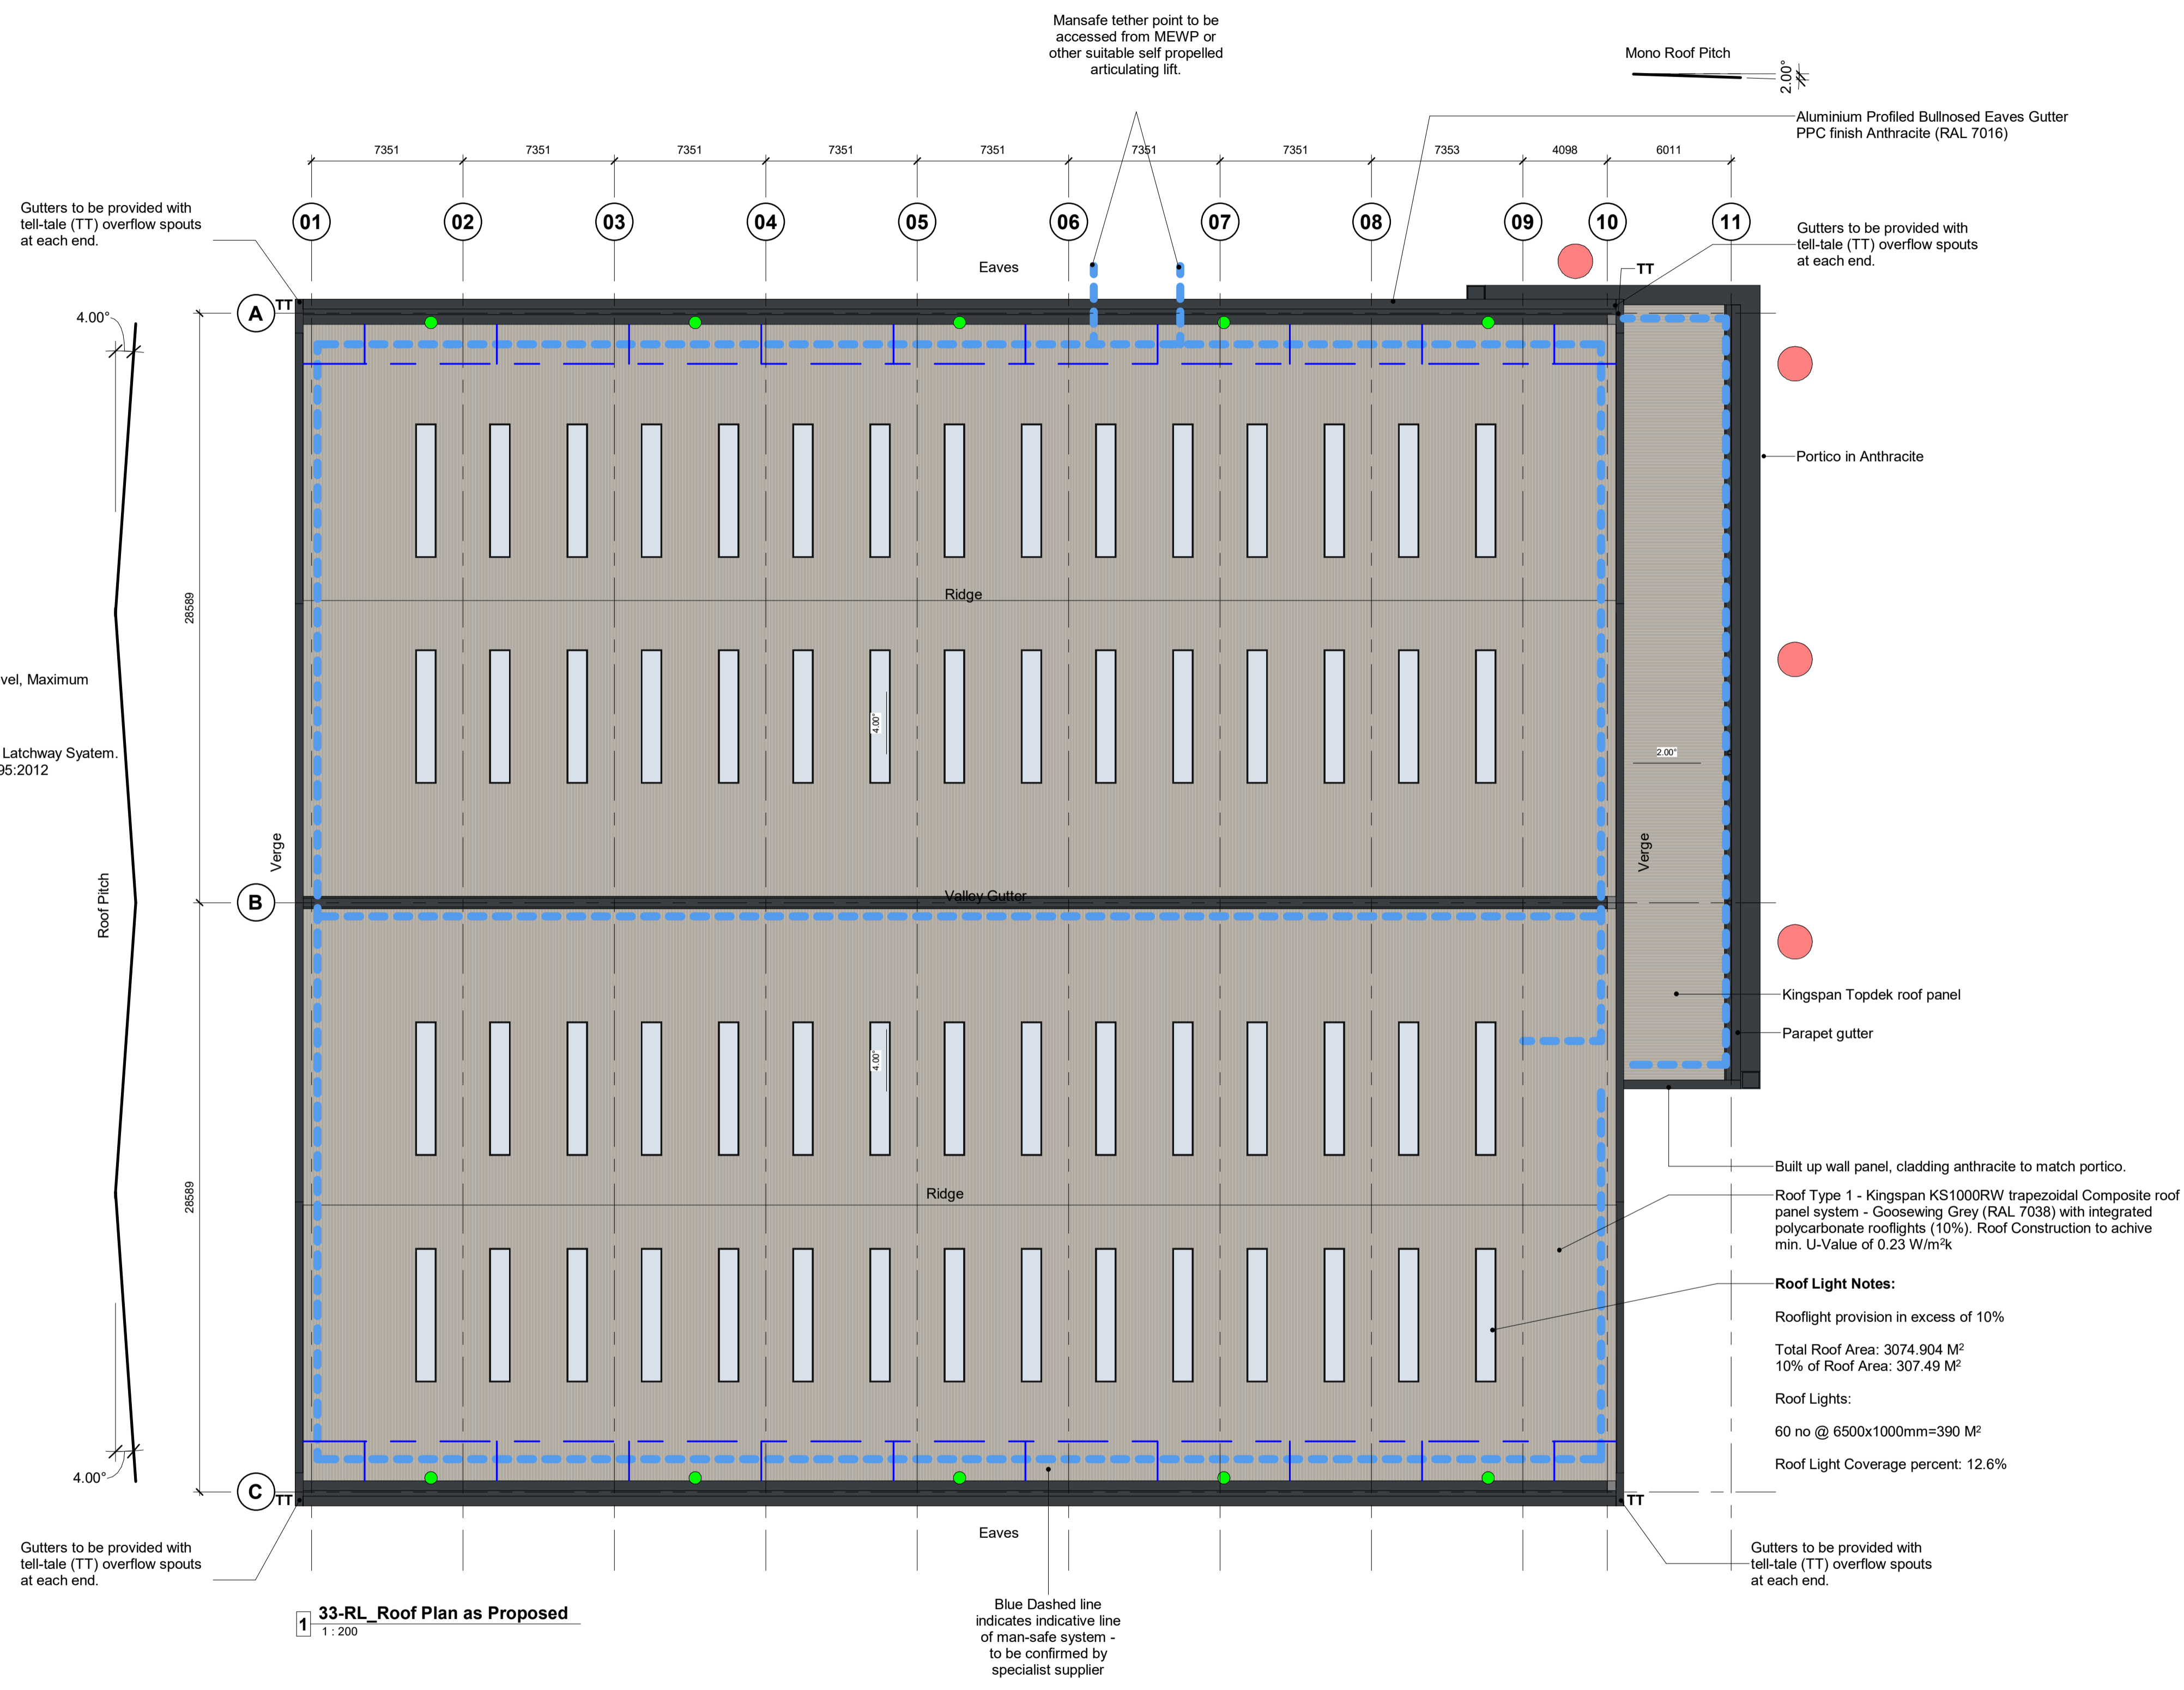 Mansafe tether point to be
accessed from MEWP or
other suitable self propelled
articulating lift.
Mono Roof Pitch
2.00°
Aluminium Profiled Bullnosed Eaves Gutter
PPC finish Anthracite (RAL 7016)
7351
7351
7351
7351
7351
7351
7351
7353
4098
6011
Gutters to be provided with
tell-tale (TT) overflow spouts
at each end.
01
02
03
04
05
06
07
08
09
10
11
Gutters to be provided with
tell-tale (TT) overflow spouts
at each end.
Eaves
TT
A
TT
4.00°
Portico in Anthracite
Ridge
28589
vel, Maximum
4.00°
Latchway Syatem.
95:2012
2.00°
Verge
Verge
Roof Pitch
B
Valley Gutter
Kingspan Topdek roof panel
Parapet gutter
4.00°
Built up wall panel, cladding anthracite to match portico.
Ridge
28589
Roof Type 1 - Kingspan KS1000RW trapezoidal Composite roof
panel system - Goosewing Grey (RAL 7038) with integrated
polycarbonate rooflights (10%). Roof Construction to achive
min. U-Value of 0.23 W/m²k
Roof Light Notes:
Rooflight provision in excess of 10%
Total Roof Area: 3074.904 M²
10% of Roof Area: 307.49 M²
Roof Lights:
60 no @ 6500x1000mm=390 M²
Roof Light Coverage percent: 12.6%
4.00°
C
TT
TT
Eaves
Gutters to be provided with
tell-tale (TT) overflow spouts
at each end.
Gutters to be provided with
tell-tale (TT) overflow spouts
at each end.
1
33-RL_Roof Plan as Proposed
1 : 200
Blue Dashed line
indicates indicative line
of man-safe system -
to be confirmed by
specialist supplier